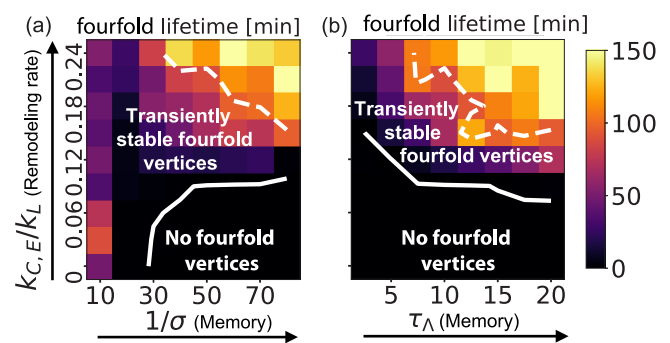 (a) fourfold lifetime [min]
k_{C, E}/k_L (Remodeling rate)
0.24
0.18
0.12
0.06
0
Transiently
stable fourfold
vertices
No fourfold
vertices
10 30 50 70
1/σ (Memory)
(b) fourfold lifetime [min]
Transiently
stable
fourfold vertices
No fourfold
vertices
5 10 15 20
τ_Λ (Memory)
150
100
50
0